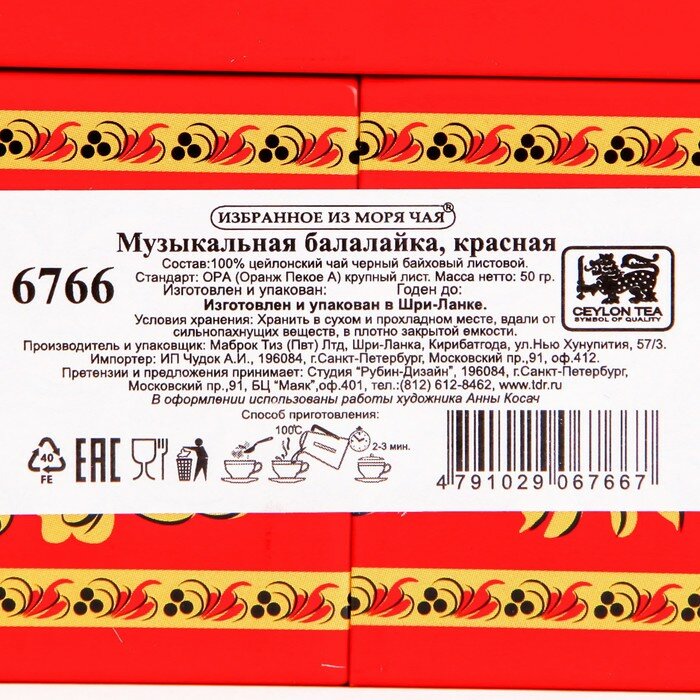 ИЗБРАННОЕ ИЗ МОРЯ ЧАЯ®
Музыкальная балалайка, красная
6766
Состав:100% цейлонский чай черный байховый листовой.
Стандарт: ОРА (Оранж Пекое А) крупный лист. Масса нетто: 50 гр.
Изготовлен и упакован: Годен до:
Изготовлен и упакован в Шри-Ланке.
Условия хранения: Хранить в сухом и прохладном месте, вдали от
сильнопахнущих веществ, в плотно закрытой емкости.
CEYLON TEA
SYMBOL OF QUALITY
Производитель и упаковщик: Маброк Тиз (Пвт) Лтд, Шри-Ланка, Кирибатгода, ул.Нью Хунупития, 57/3.
Импортер: ИП Чудок А.И., 196084, г.Санкт-Петербург, Московский пр.,91, оф.412.
Претензии и предложения принимает: Студия "Рубин-Дизайн", 196084, г.Санкт-Петербург,
Московский пр.,91, БЦ "Маяк",оф.401, тел.:(812) 612-8462, www.tdr.ru
В оформлении использованы работы художника Анны Косач
Способ приготовления:
100℃
2-3 мин.
40
FE
EAC
4 791029 067667